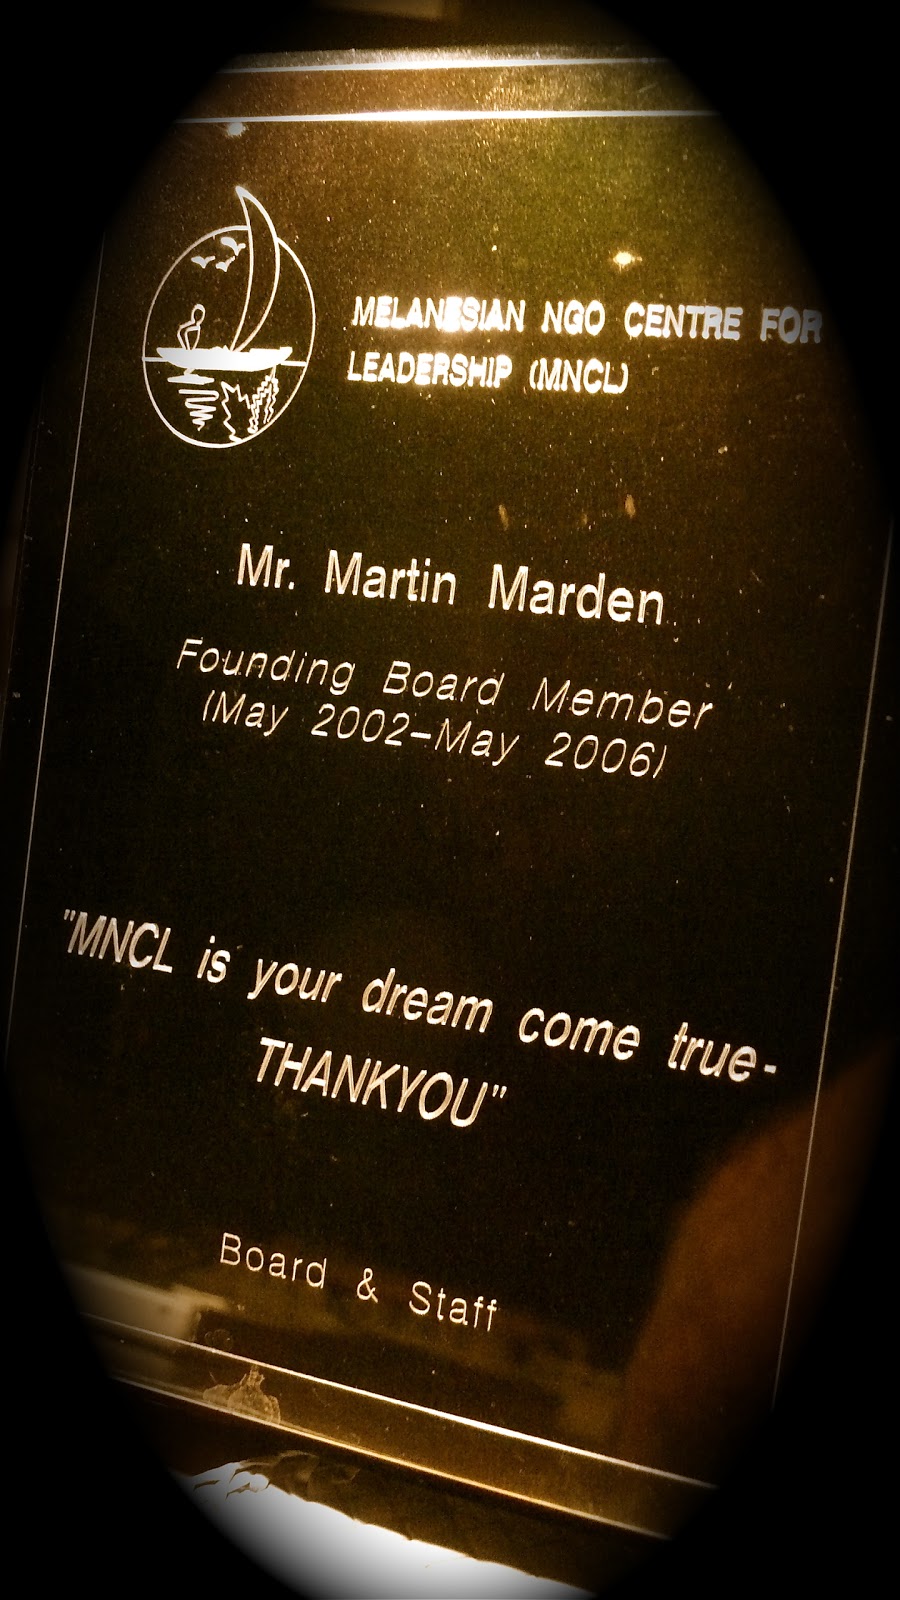 MELANESIAN NGO CENTRE FOR
LEADERSHIP (MNCL)
Mr. Martin Marden
Founding Board Member
(May 2002-May 2006)
"MNCL is your dream come true-
THANKYOU"
Board & Staff